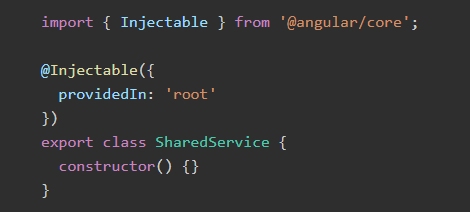 import { Injectable } from '@angular/core';
@Injectable({
providedIn: 'root'
})
export class SharedService {
constructor() {}
}